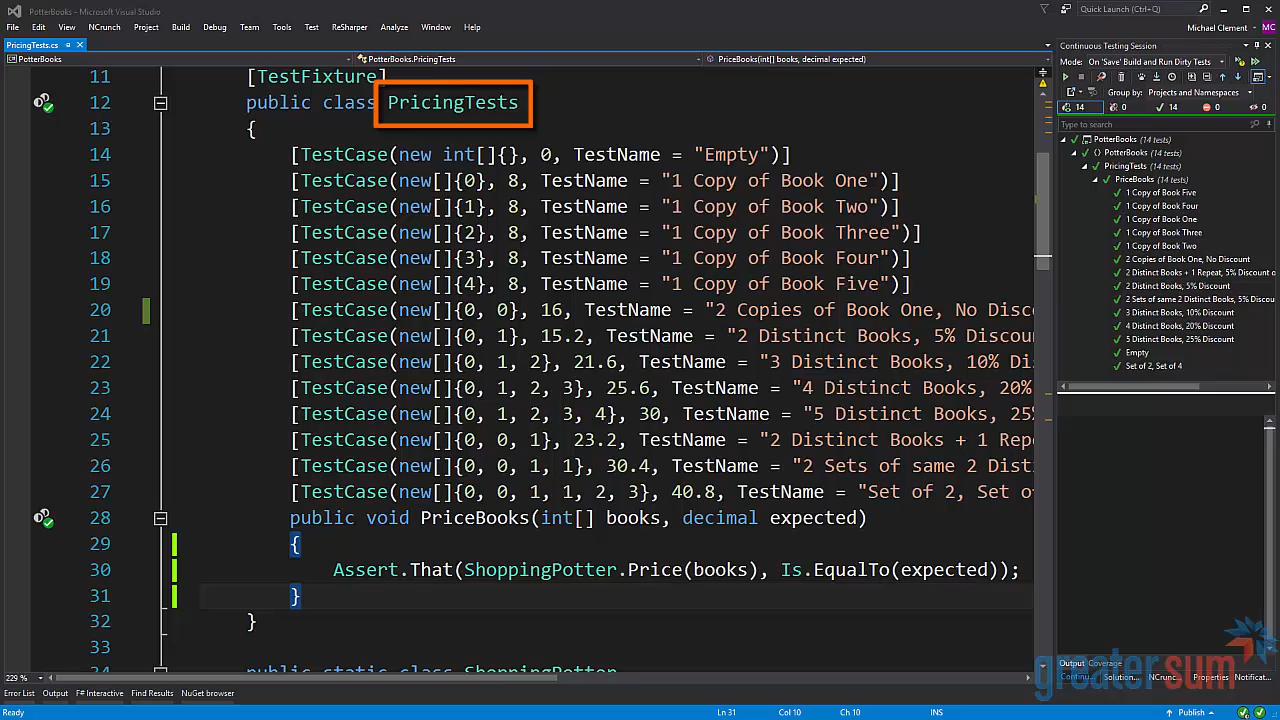 PotterBooks - Microsoft Visual Studio
Quick Launch (Ctrl+Q)
File Edit View NCrunch Project Build Debug Team Tools Test ReSharper Analyze Window Help
Michael Clement MC
PricingTests.cs
PotterBooks
PotterBooks.PricingTests
PriceBooks(int[] books, decimal expected)
11 [TestFixture]
12 public class PricingTests
13 {
14 [TestCase(new int[]{}, 0, TestName = "Empty")]
15 [TestCase(new[]{0}, 8, TestName = "1 Copy of Book One")]
16 [TestCase(new[]{1}, 8, TestName = "1 Copy of Book Two")]
17 [TestCase(new[]{2}, 8, TestName = "1 Copy of Book Three")]
18 [TestCase(new[]{3}, 8, TestName = "1 Copy of Book Four")]
19 [TestCase(new[]{4}, 8, TestName = "1 Copy of Book Five")]
20 [TestCase(new[]{0, 0}, 16, TestName = "2 Copies of Book One, No Disc
21 [TestCase(new[]{0, 1}, 15.2, TestName = "2 Distinct Books, 5% Discou
22 [TestCase(new[]{0, 1, 2}, 21.6, TestName = "3 Distinct Books, 10% Di
23 [TestCase(new[]{0, 1, 2, 3}, 25.6, TestName = "4 Distinct Books, 20%
24 [TestCase(new[]{0, 1, 2, 3, 4}, 30, TestName = "5 Distinct Books, 25%
25 [TestCase(new[]{0, 0, 1}, 23.2, TestName = "2 Distinct Books + 1 Repe
26 [TestCase(new[]{0, 0, 1, 1}, 30.4, TestName = "2 Sets of same 2 Dist
27 [TestCase(new[]{0, 0, 1, 1, 2, 3}, 40.8, TestName = "Set of 2, Set o
28 public void PriceBooks(int[] books, decimal expected)
29 {
30 Assert.That(ShoppingPotter.Price(books), Is.EqualTo(expected));
31 }
32 }
33
34 public static class ShoppingPotter
229 %
Continuous Testing Session
Mode: On 'Save' Build and Run Dirty Tests
Group by: Projects and Namespaces
14 0 14 0 0
Type to search
PotterBooks (14 tests)
PotterBooks (14 tests)
PricingTests (14 tests)
PriceBooks (14 tests)
1 Copy of Book Five
1 Copy of Book Four
1 Copy of Book One
1 Copy of Book Three
1 Copy of Book Two
2 Copies of Book One, No Discount
2 Distinct Books + 1 Repeat, 5% Discount o
2 Distinct Books, 5% Discount
2 Sets of same 2 Distinct Books, 5% Discou
3 Distinct Books, 10% Discount
4 Distinct Books, 20% Discount
5 Distinct Books, 25% Discount
Empty
Set of 2, Set of 4
Output Coverage
Continu... Solution... NCrunc... Properties Notificat...
greatersum
Error List Output F# Interactive Find Results NuGet browser
Ready
Ln 31 Col 10 Ch 10 INS
Publish